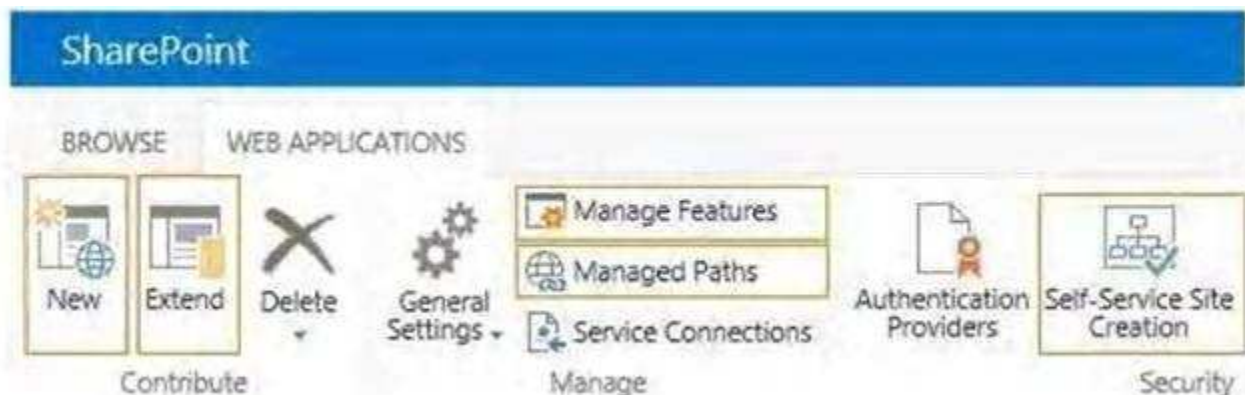 SharePoint
BROWSE WEB APPLICATIONS
New
Extend
Delete
General
Settings
Manage Features
Managed Paths
Service Connections
Authentication
Providers
Self-Service Site
Creation
Contribute
Manage
Security